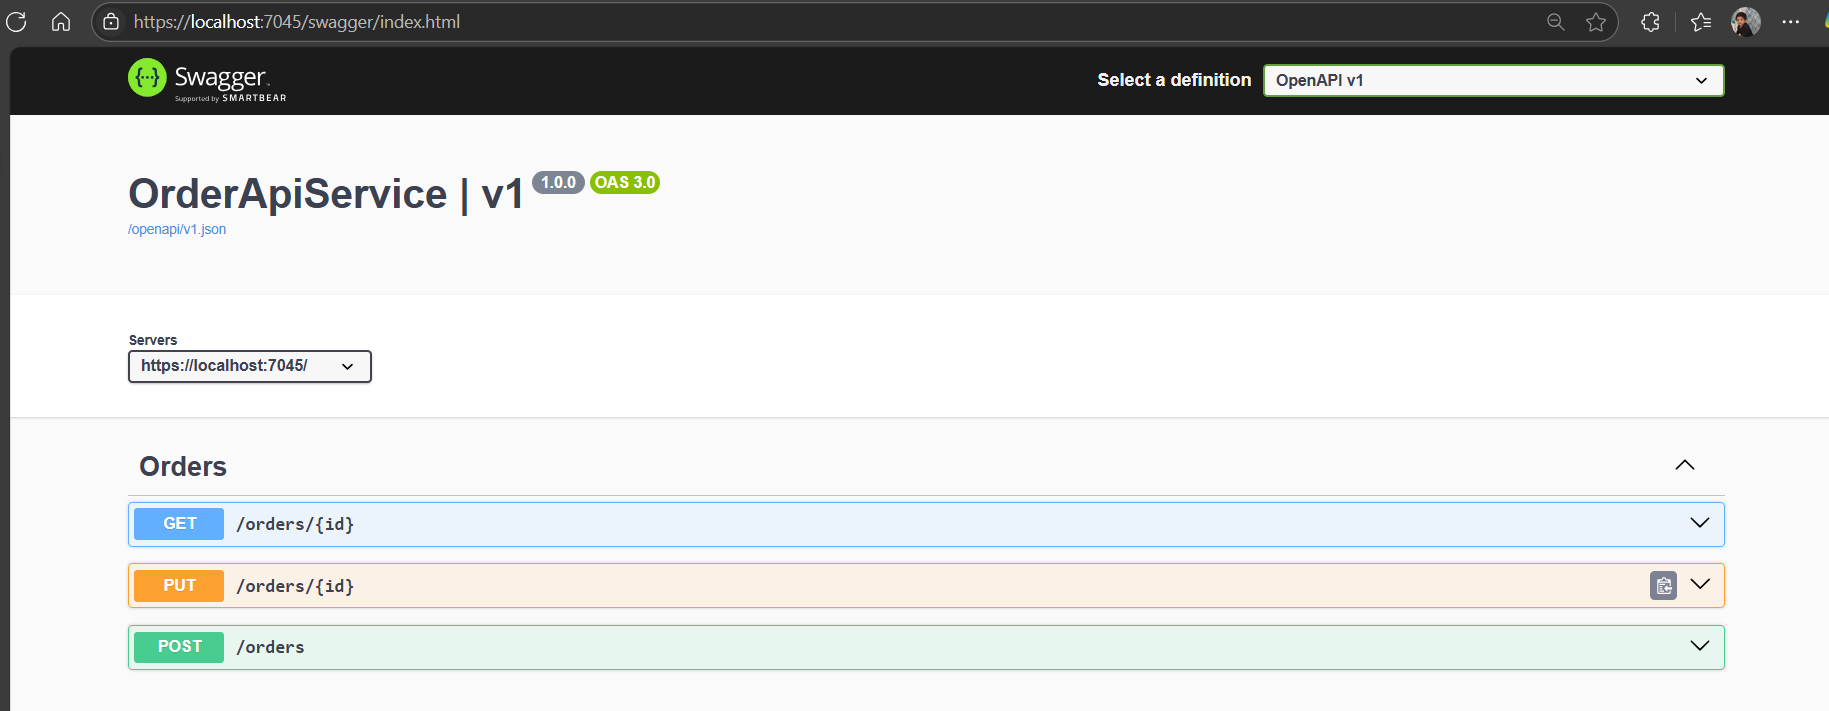 https://localhost:7045/swagger/index.html
{···} Swagger
Supported by SMARTBEAR
Select a definition
OpenAPI v1
OrderApiService | v1 1.0.0 OAS 3.0
/openapi/v1.json
Servers
https://localhost:7045/
Orders
GET /orders/{id}
PUT /orders/{id}
POST /orders